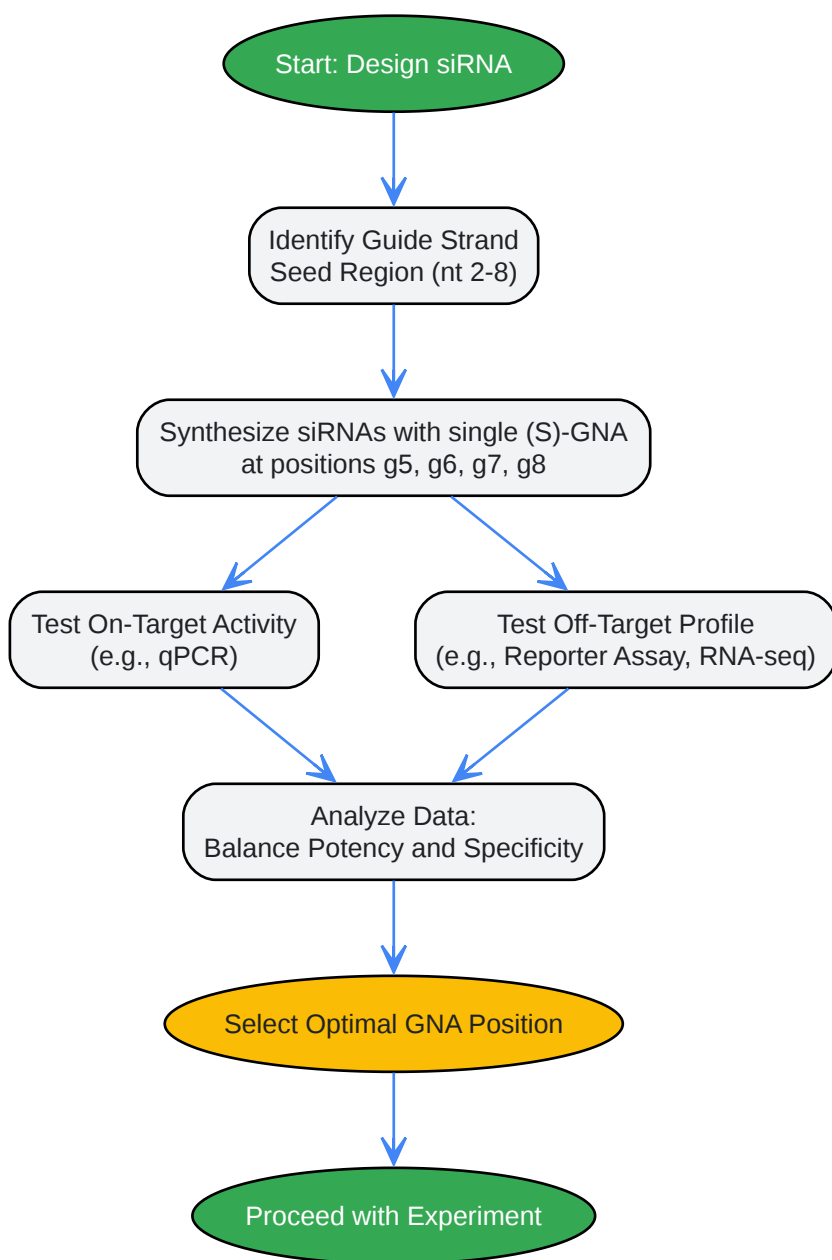 Start: Design siRNA
Identify Guide Strand
Seed Region (nt 2-8)
Synthesize siRNAs with single (S)-GNA
at positions g5, g6, g7, g8
Test On-Target Activity
(e.g., qPCR)
Test Off-Target Profile
(e.g., Reporter Assay, RNA-seq)
Analyze Data:
Balance Potency and Specificity
Select Optimal GNA Position
Proceed with Experiment